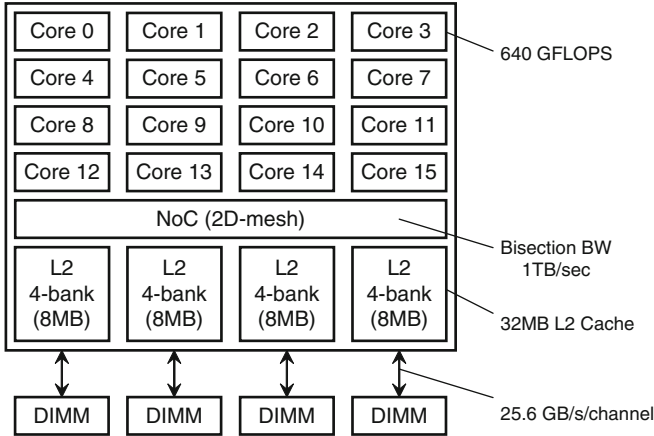 Core 0 Core 1 Core 2 Core 3
640 GFLOPS
Core 4 Core 5 Core 6 Core 7
Core 8 Core 9 Core 10 Core 11
Core 12 Core 13 Core 14 Core 15
NoC (2D-mesh)
Bisection BW
1TB/sec
L2 L2 L2 L2
4-bank 4-bank 4-bank 4-bank
(8MB) (8MB) (8MB) (8MB)
32MB L2 Cache
DIMM DIMM DIMM DIMM
25.6 GB/s/channel